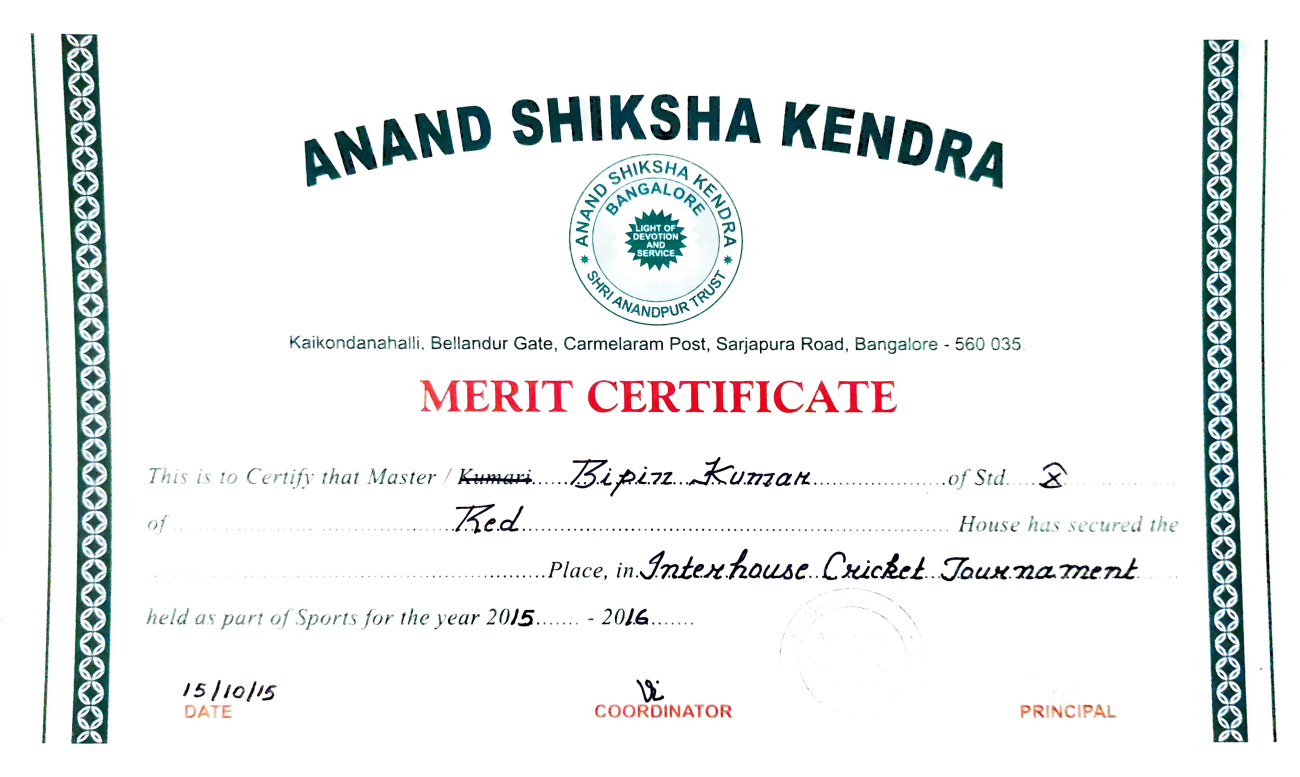 ANAND SHIKSHA KENDRA
ANAND SHIKSHA KENDRA
BANGALORE
LIGHT OF
DEVOTION
AND
SERVICE
SHRI ANANDPUR TRUST
Kaikondanahalli, Bellandur Gate, Carmelaram Post, Sarjapura Road, Bangalore - 560 035.
MERIT CERTIFICATE
This is to Certify that Master / Kumari......Bipin Kumar......................of Std.....X................
of..................Red.................................................... House has secured the
.......................................................Place, in Interhouse Cricket Tournament
held as part of Sports for the year 2015....... - 2016.......
15/10/15
DATE
COORDINATOR
PRINCIPAL